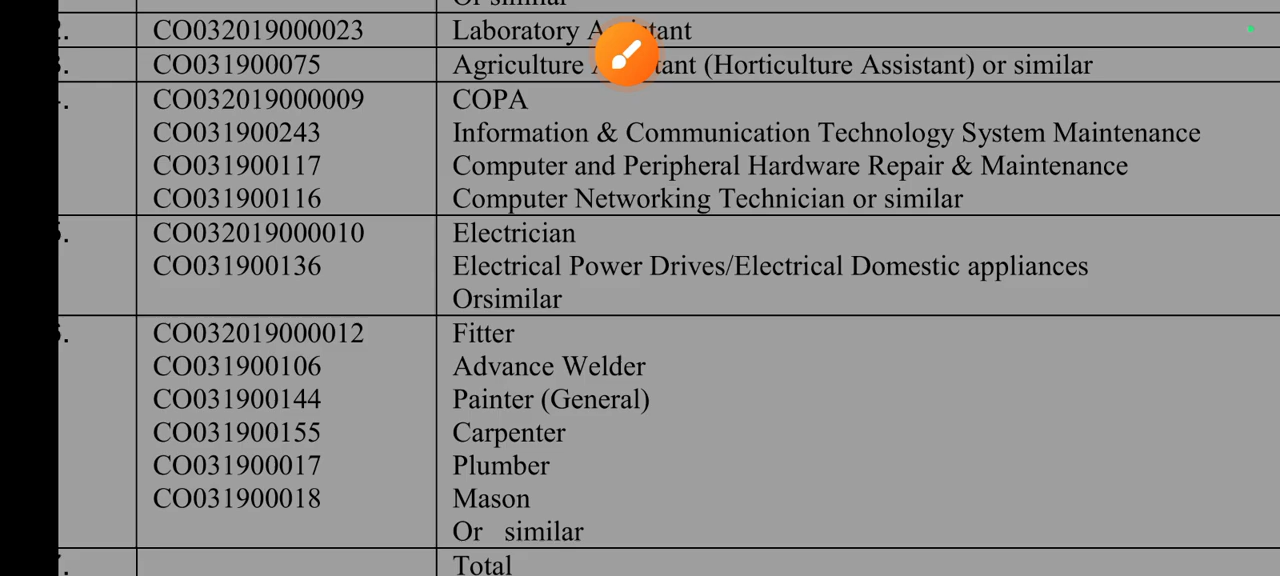 CO032019000023 Laboratory
CO031900075 Agriculture (Horticulture Assistant) or similar
CO032019000009 COPA
CO031900243 Information & Communication Technology System Maintenance
CO031900117 Computer and Peripheral Hardware Repair & Maintenance
CO031900116 Computer Networking Technician or similar
CO032019000010 Electrician
CO031900136 Electrical Power Drives/Electrical Domestic appliances
Orsimilar
CO032019000012 Fitter
CO031900106 Advance Welder
CO031900144 Painter (General)
CO031900155 Carpenter
CO031900017 Plumber
CO031900018 Mason
Or similar
Total